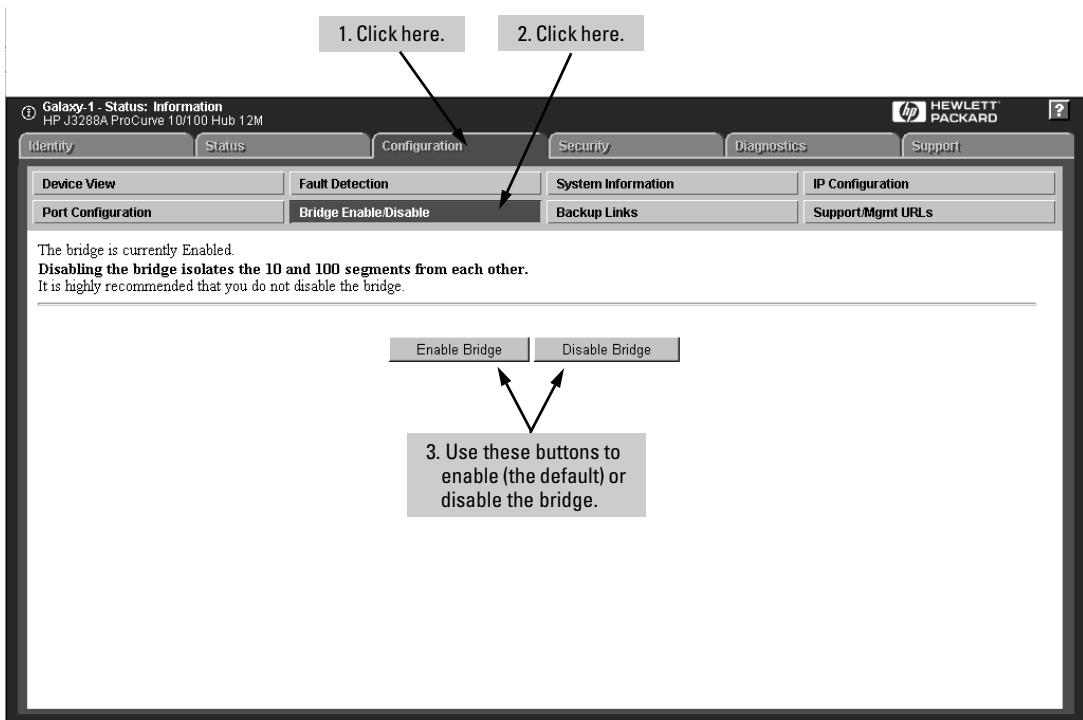 1. Click here.
2. Click here.
Galaxy-1 - Status: Information
HP J3288A ProCurve 10/100 Hub 12M
hp HEWLETT
PACKARD
?
Identity
Status
Configuration
Security
Diagnostics
Support
Device View
Fault Detection
System Information
IP Configuration
Port Configuration
Bridge Enable/Disable
Backup Links
Support/Mgmt URLs
The bridge is currently Enabled.
Disabling the bridge isolates the 10 and 100 segments from each other.
It is highly recommended that you do not disable the bridge.
Enable Bridge
Disable Bridge
3. Use these buttons to
enable (the default) or
disable the bridge.